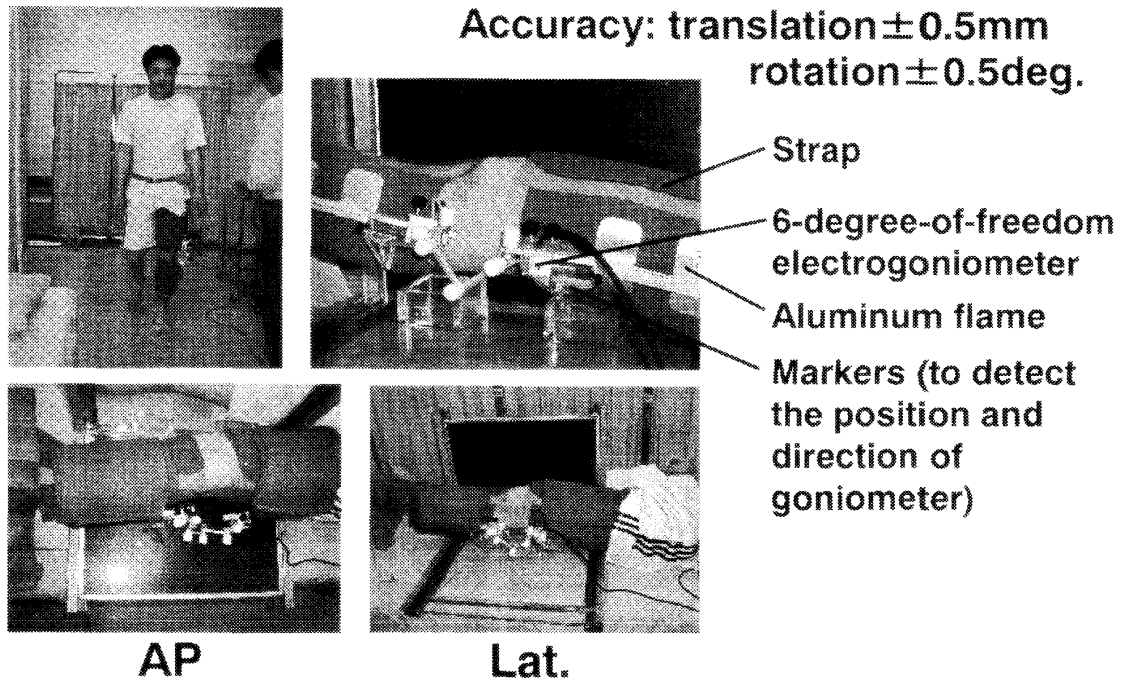 Accuracy: translation±0.5mm
rotation±0.5deg.
Strap
6-degree-of-freedom
electrogoniometer
Aluminum flame
Markers (to detect
the position and
direction of
goniometer)
AP
Lat.